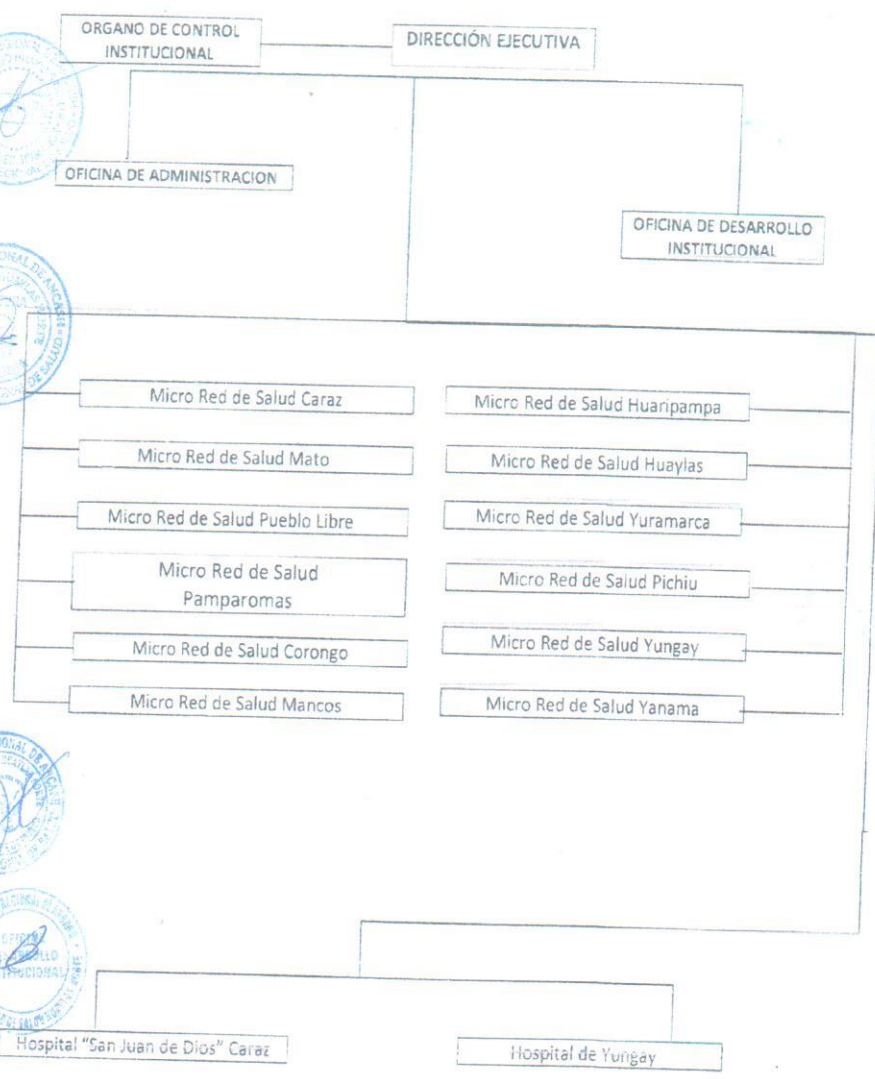 ORGANO DE CONTROL
INSTITUCIONAL
DIRECCIÓN EJECUTIVA
OFICINA DE ADMINISTRACION
OFICINA DE DESARROLLO
INSTITUCIONAL
Micro Red de Salud Caraz
Micro Red de Salud Huaripampa
Micro Red de Salud Mato
Micro Red de Salud Huaylas
Micro Red de Salud Pueblo Libre
Micro Red de Salud Yuramarca
Micro Red de Salud
Pamparomas
Micro Red de Salud Pichiu
Micro Red de Salud Corongo
Micro Red de Salud Yungay
Micro Red de Salud Mancos
Micro Red de Salud Yanama
Hospital "San Juan de Dios" Caraz
Hospital de Yungay